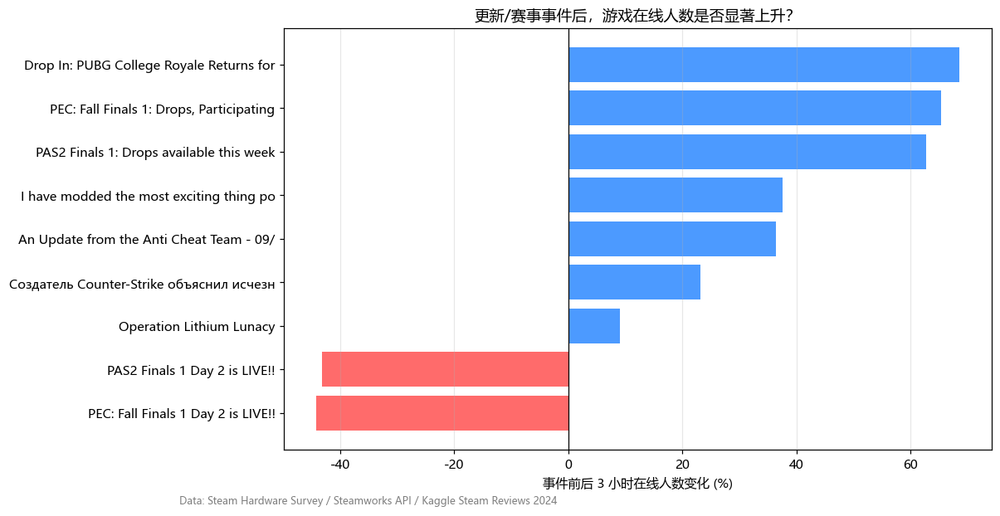 更新/赛事事件后，游戏在线人数是否显著上升？
Drop In: PUBG College Royale Returns for
PEC: Fall Finals 1: Drops, Participating
PAS2 Finals 1: Drops available this week
I have modded the most exciting thing po
An Update from the Anti Cheat Team - 09/
Создатель Counter-Strike объяснил исчезн
Operation Lithium Lunacy
PAS2 Finals 1 Day 2 is LIVE!!
PEC: Fall Finals 1 Day 2 is LIVE!!
-40 -20 0 20 40 60
事件前后 3 小时在线人数变化 (%)
Data: Steam Hardware Survey / Steamworks API / Kaggle Steam Reviews 2024